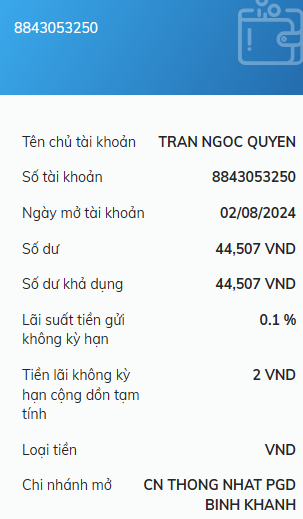 8843053250
Tên chủ tài khoản TRAN NGOC QUYEN
Số tài khoản 8843053250
Ngày mở tài khoản 02/08/2024
Số dư 44,507 VND
Số dư khả dụng 44,507 VND
Lãi suất tiền gửi 0.1 %
không kỳ hạn
Tiền lãi không kỳ 2 VND
hạn cộng dồn tạm
tính
Loại tiền VND
Chi nhánh mở CN THONG NHAT PGD
BINH KHANH